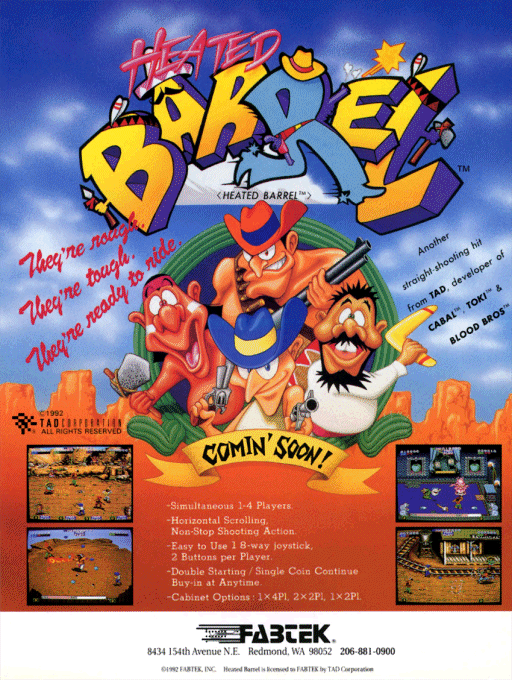 HEATED
BARREL
TM
<HEATED BARREL™>
They're rough.
They're tough.
They're ready to ride.
Another
straight-shooting hit
from TAD, developer of
CABAL™, TOKI™ &
BLOOD BROS™
©1992
TAD CORPORATION
ALL RIGHTS RESERVED
COMIN' SOON!
-Simultaneous 1-4 Players.
-Horizontal Scrolling,
Non-Stop Shooting Action.
-Easy to Use 1 8-way joystick,
2 Buttons per Player.
-Double Starting / Single Coin Continue
Buy-in at Anytime.
-Cabinet Options : 1×4Pl, 2×2Pl, 1×2Pl.
FABTEK®
8434 154th Avenue N.E. Redmond, WA 98052 206-881-0900
©1992 FABTEK, INC. Heated Barrel is licensed to FABTEK by TAD Corporation